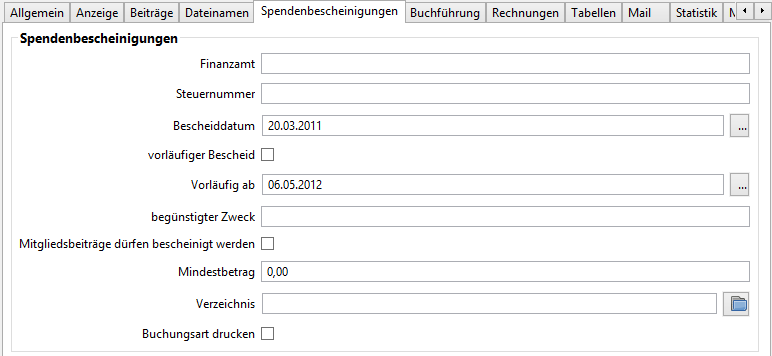 Allgemein Anzeige Beiträge Dateinamen Spendenbescheinigungen Buchführung Rechnungen Tabellen Mail Statistik
Spendenbescheinigungen
Finanzamt
Steuernummer
Bescheiddatum 20.03.2011 ...
vorläufiger Bescheid
Vorläufig ab 06.05.2012 ...
begünstigter Zweck
Mitgliedsbeiträge dürfen bescheinigt werden
Mindestbetrag 0,00
Verzeichnis
Buchungsart drucken